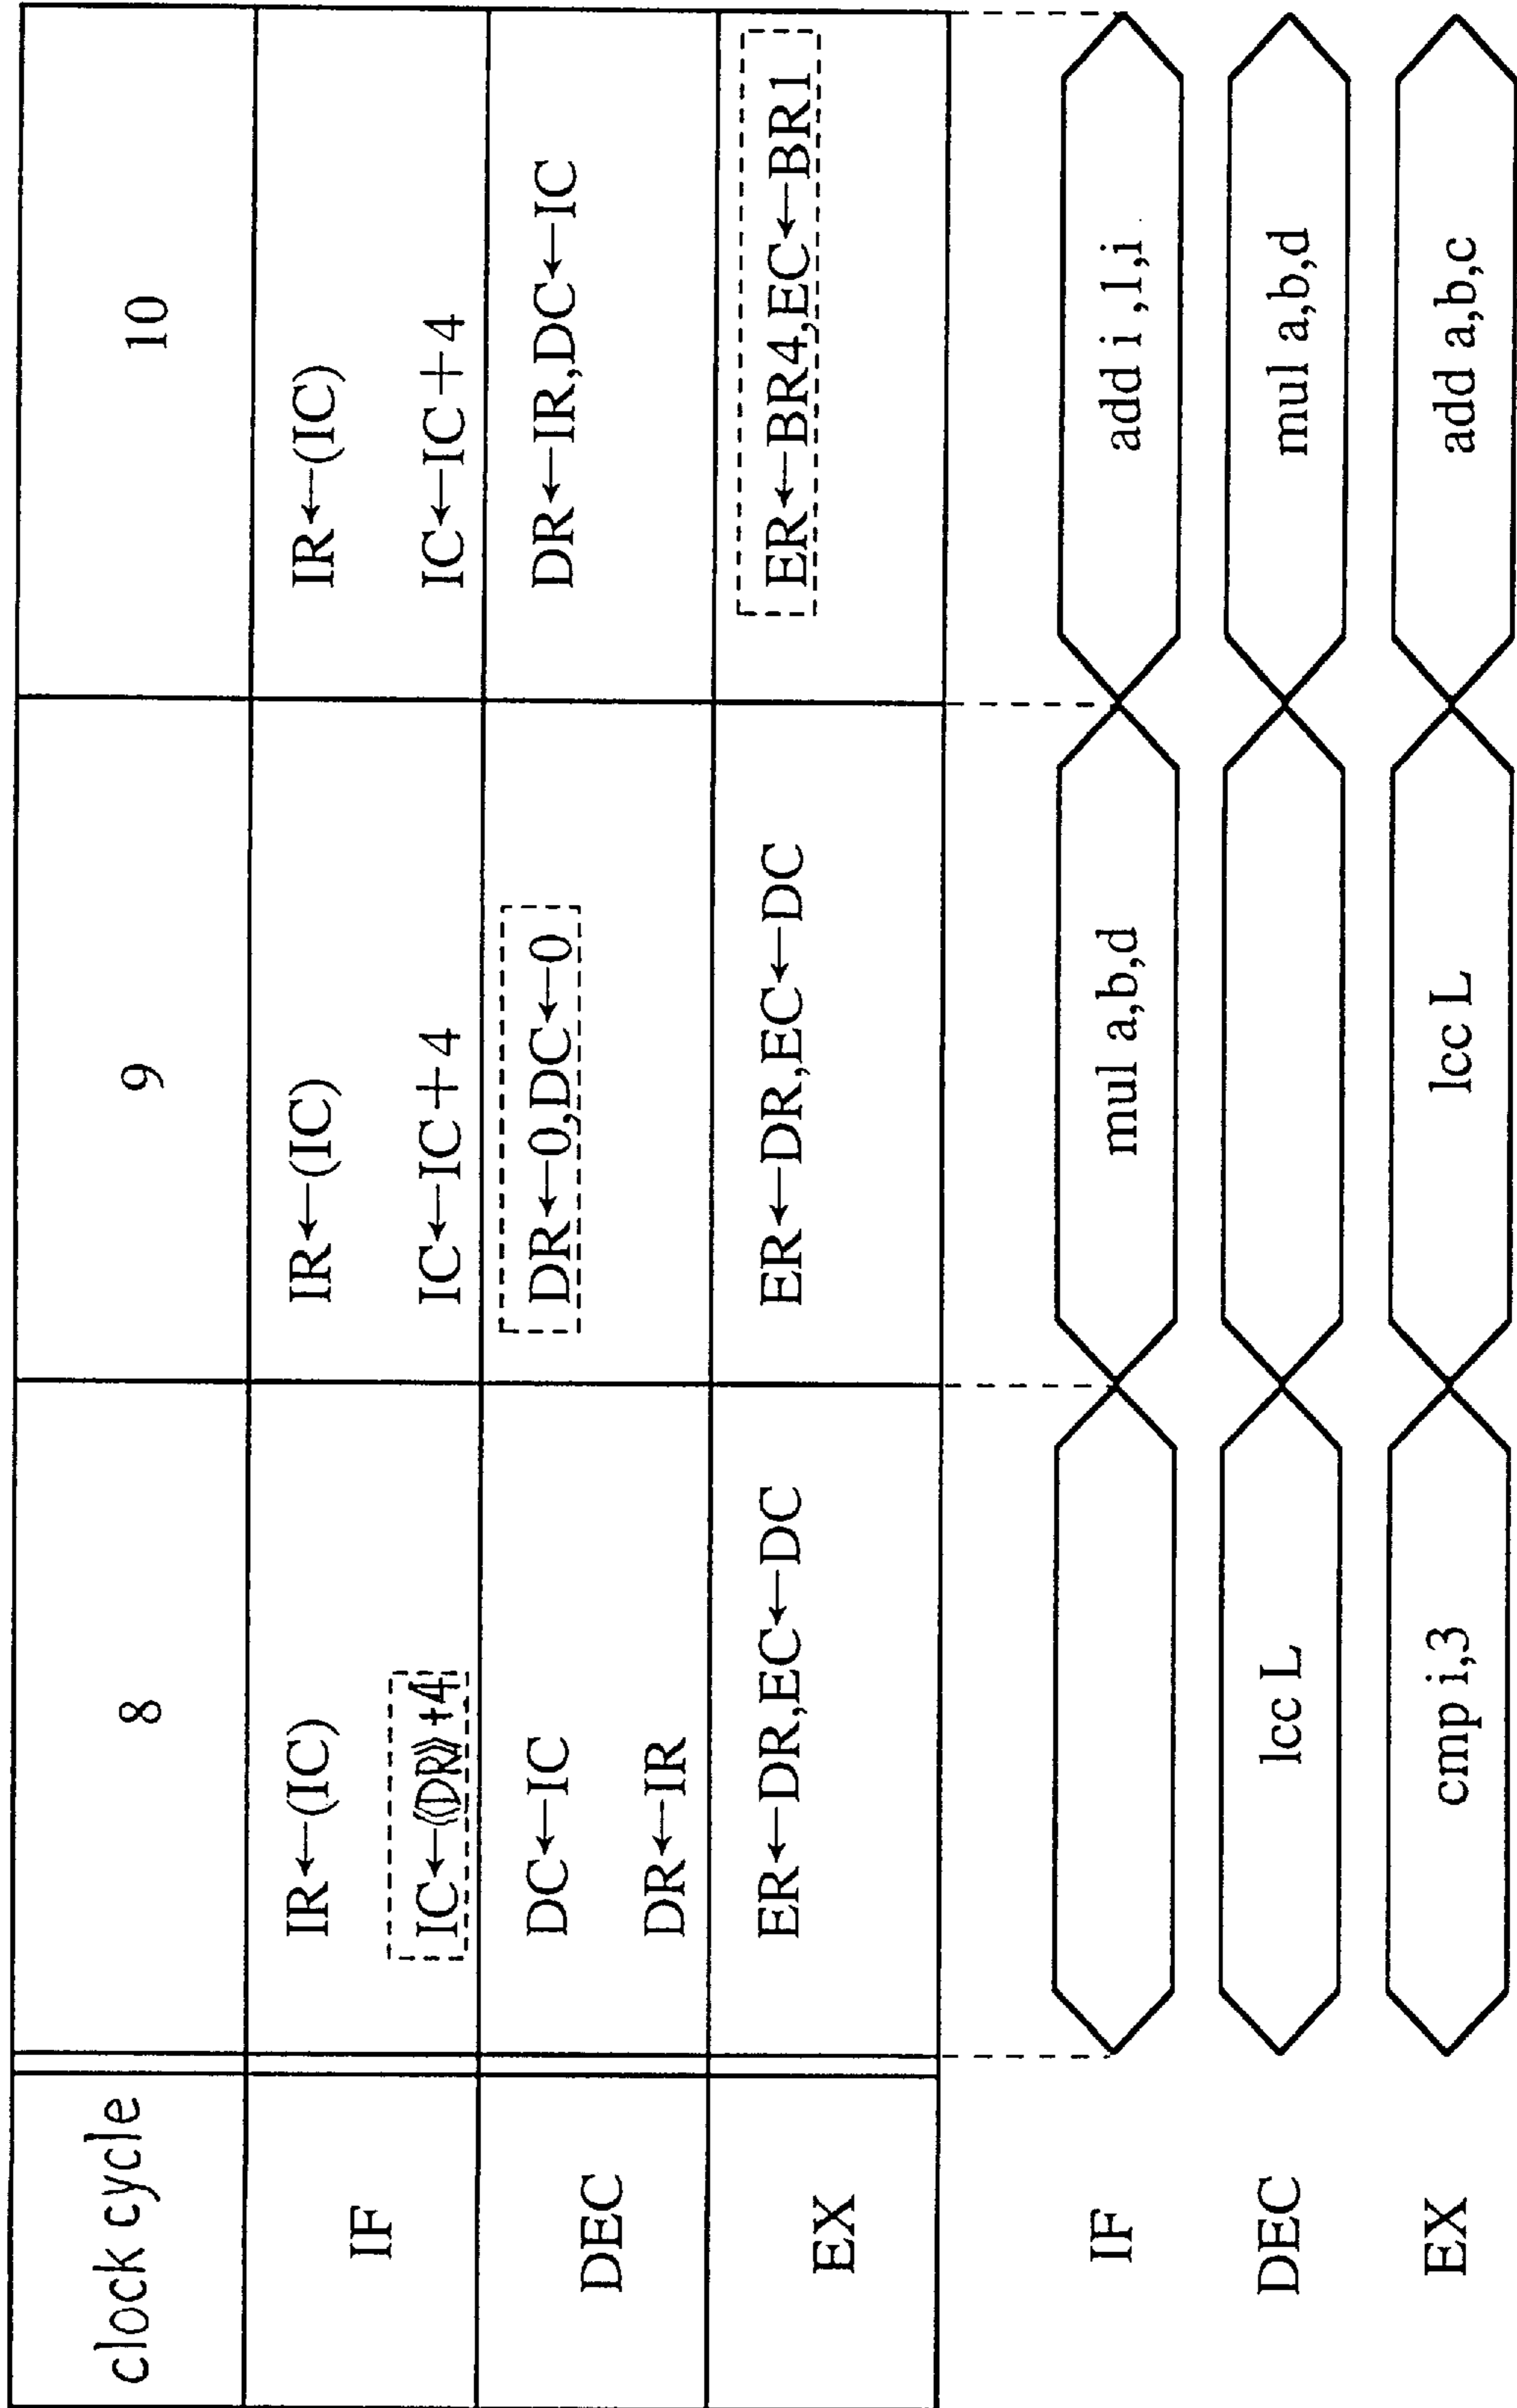 clock cycle 8 9 10
IF IR←(IC) IR←(IC) IR←(IC)
IC←《DR》+4 IC←IC+4 IC←IC+4
DEC DC←IC DR←0,DC←0 DR←IR,DC←IC
DR←IR
EX ER←DR,EC←DC ER←DR,EC←DC ER←BR4,EC←BR1
IF mul a,b,d add i,1,i
DEC lcc L mul a,b,d
EX cmp i,3 lcc L add a,b,c